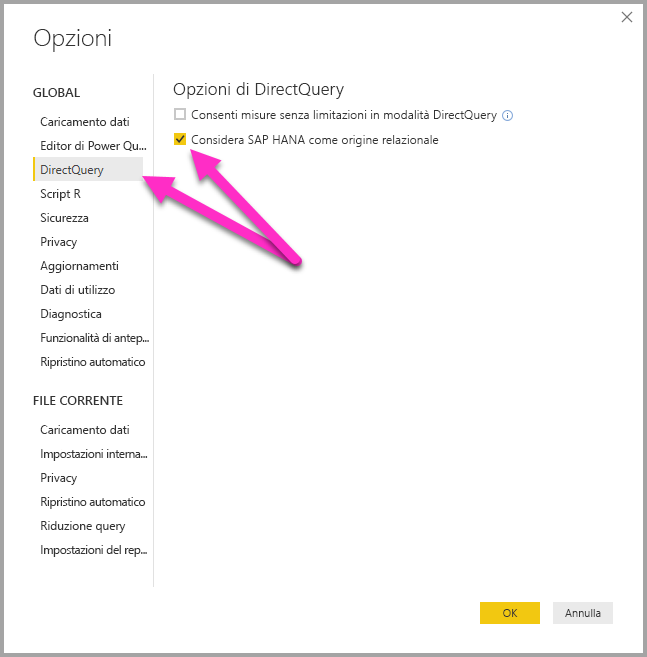 Opzioni
GLOBAL
Caricamento dati
Editor di Power Qu...
DirectQuery
Script R
Sicurezza
Privacy
Aggiornamenti
Dati di utilizzo
Diagnostica
Funzionalità di antep...
Ripristino automatico
FILE CORRENTE
Caricamento dati
Impostazioni interna...
Privacy
Ripristino automatico
Riduzione query
Impostazioni del rep...
Opzioni di DirectQuery
Consenti misure senza limitazioni in modalità DirectQuery
Considera SAP HANA come origine relazionale
OK
Annulla